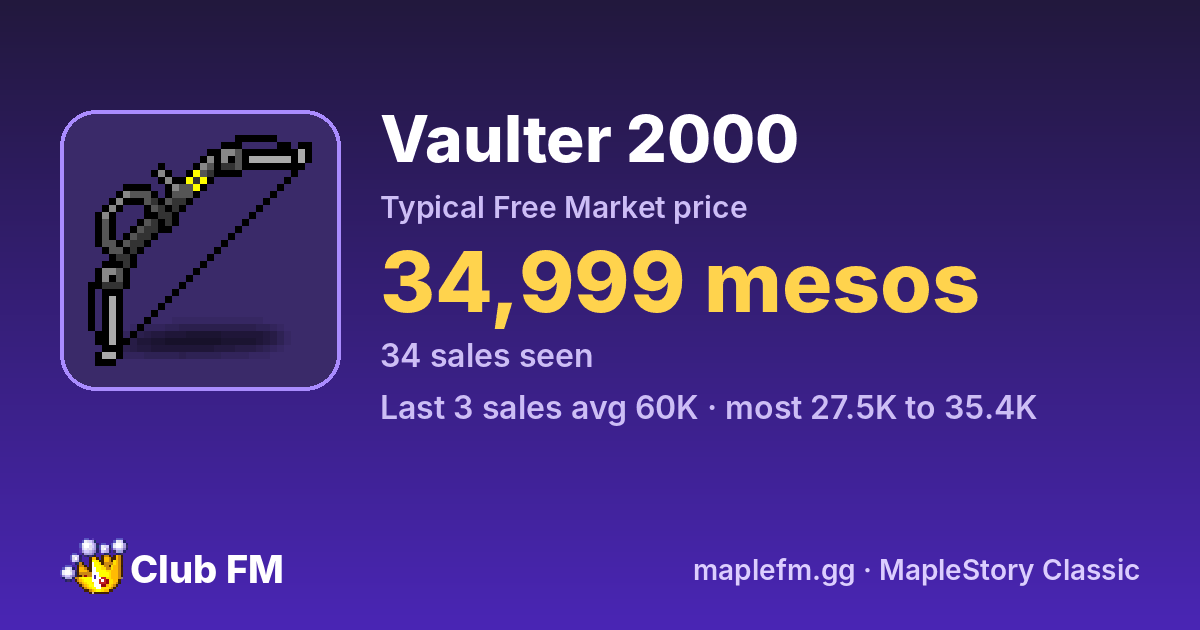 Vaulter 2000
Typical Free Market price
34,999 mesos
34 sales seen
Last 3 sales avg 60K · most 27.5K to 35.4K
Club FM
maplefm.gg · MapleStory Classic